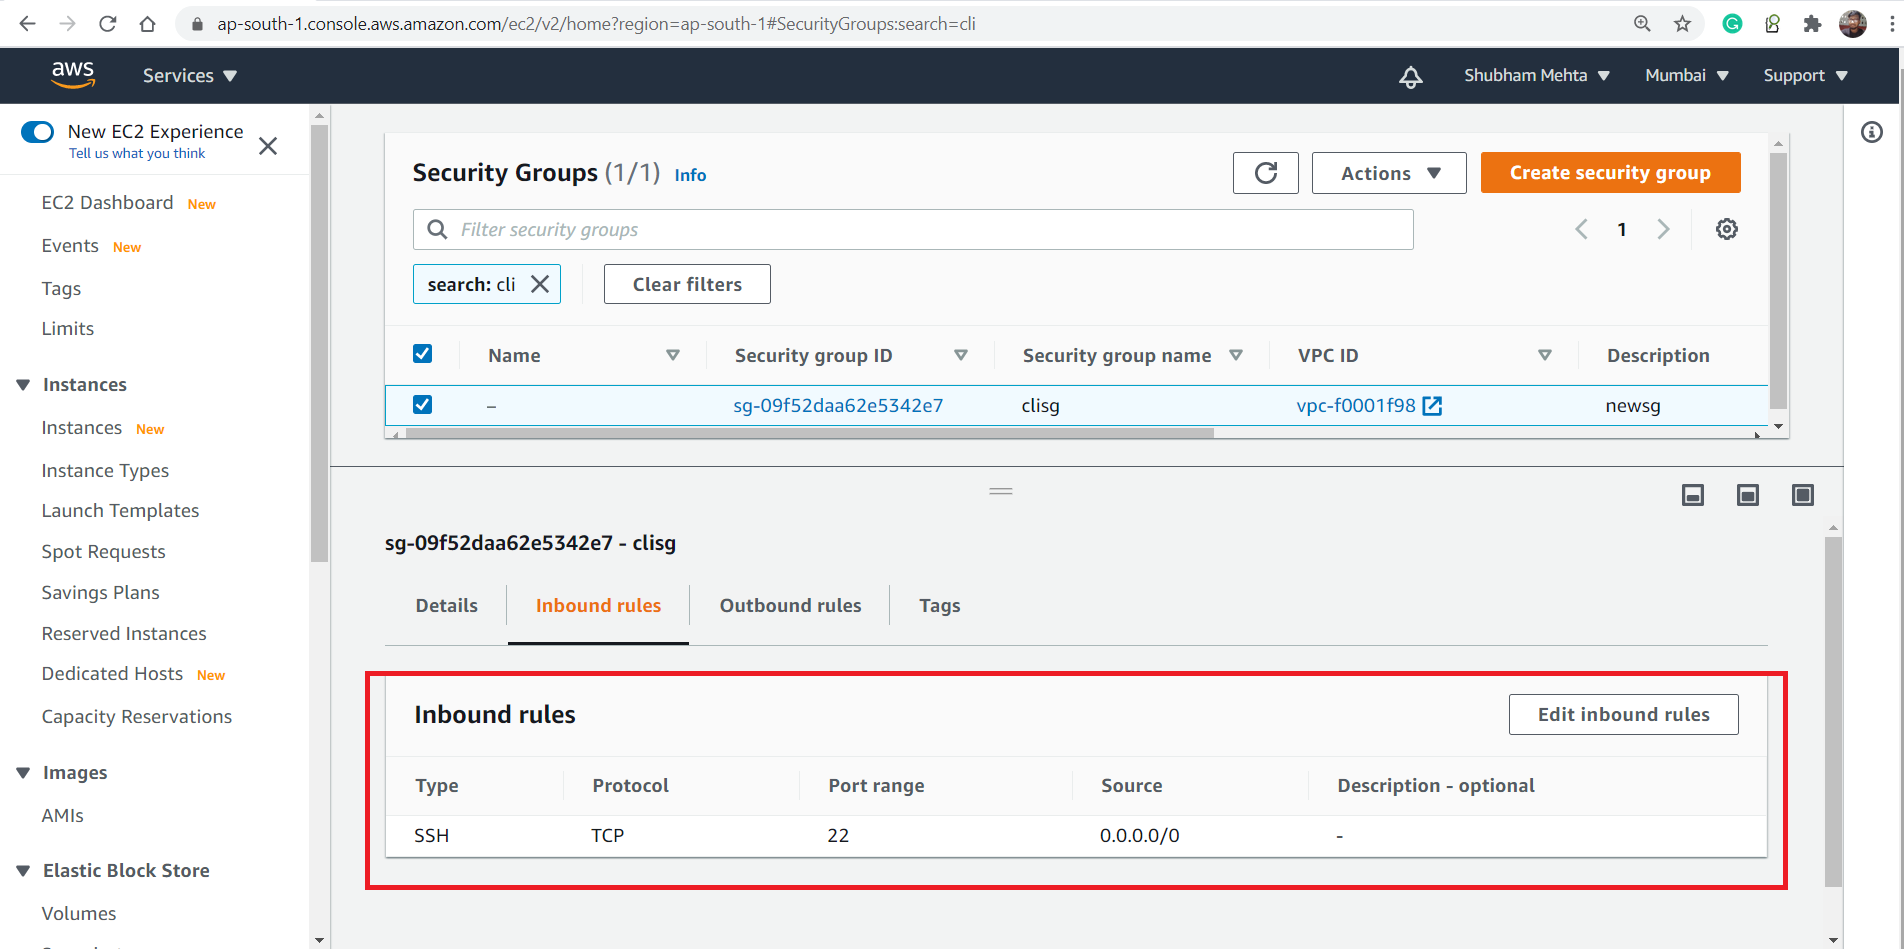 ap-south-1.console.aws.amazon.com/ec2/v2/home?region=ap-south-1#SecurityGroups:search=cli
aws Services Shubham Mehta Mumbai Support
New EC2 Experience
Tell us what you think
EC2 Dashboard New
Events New
Tags
Limits
Instances
Instances New
Instance Types
Launch Templates
Spot Requests
Savings Plans
Reserved Instances
Dedicated Hosts New
Capacity Reservations
Images
AMIs
Elastic Block Store
Volumes
Security Groups (1/1) Info
Actions
Create security group
Filter security groups
1
search: cli
Clear filters
Name Security group ID Security group name VPC ID Description
– sg-09f52daa62e5342e7 clisg vpc-f0001f98 newsg
sg-09f52daa62e5342e7 - clisg
Details Inbound rules Outbound rules Tags
Inbound rules
Edit inbound rules
Type Protocol Port range Source Description - optional
SSH TCP 22 0.0.0.0/0 -